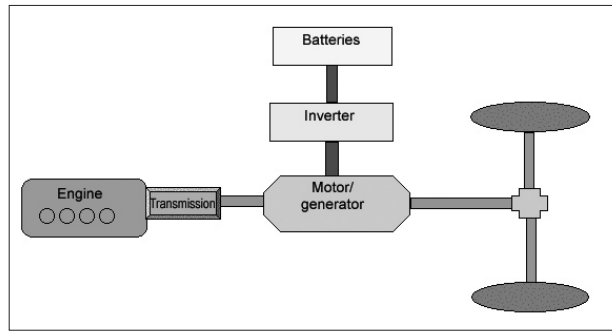 Batteries
Inverter
Engine
Transmission
Motor/
generator